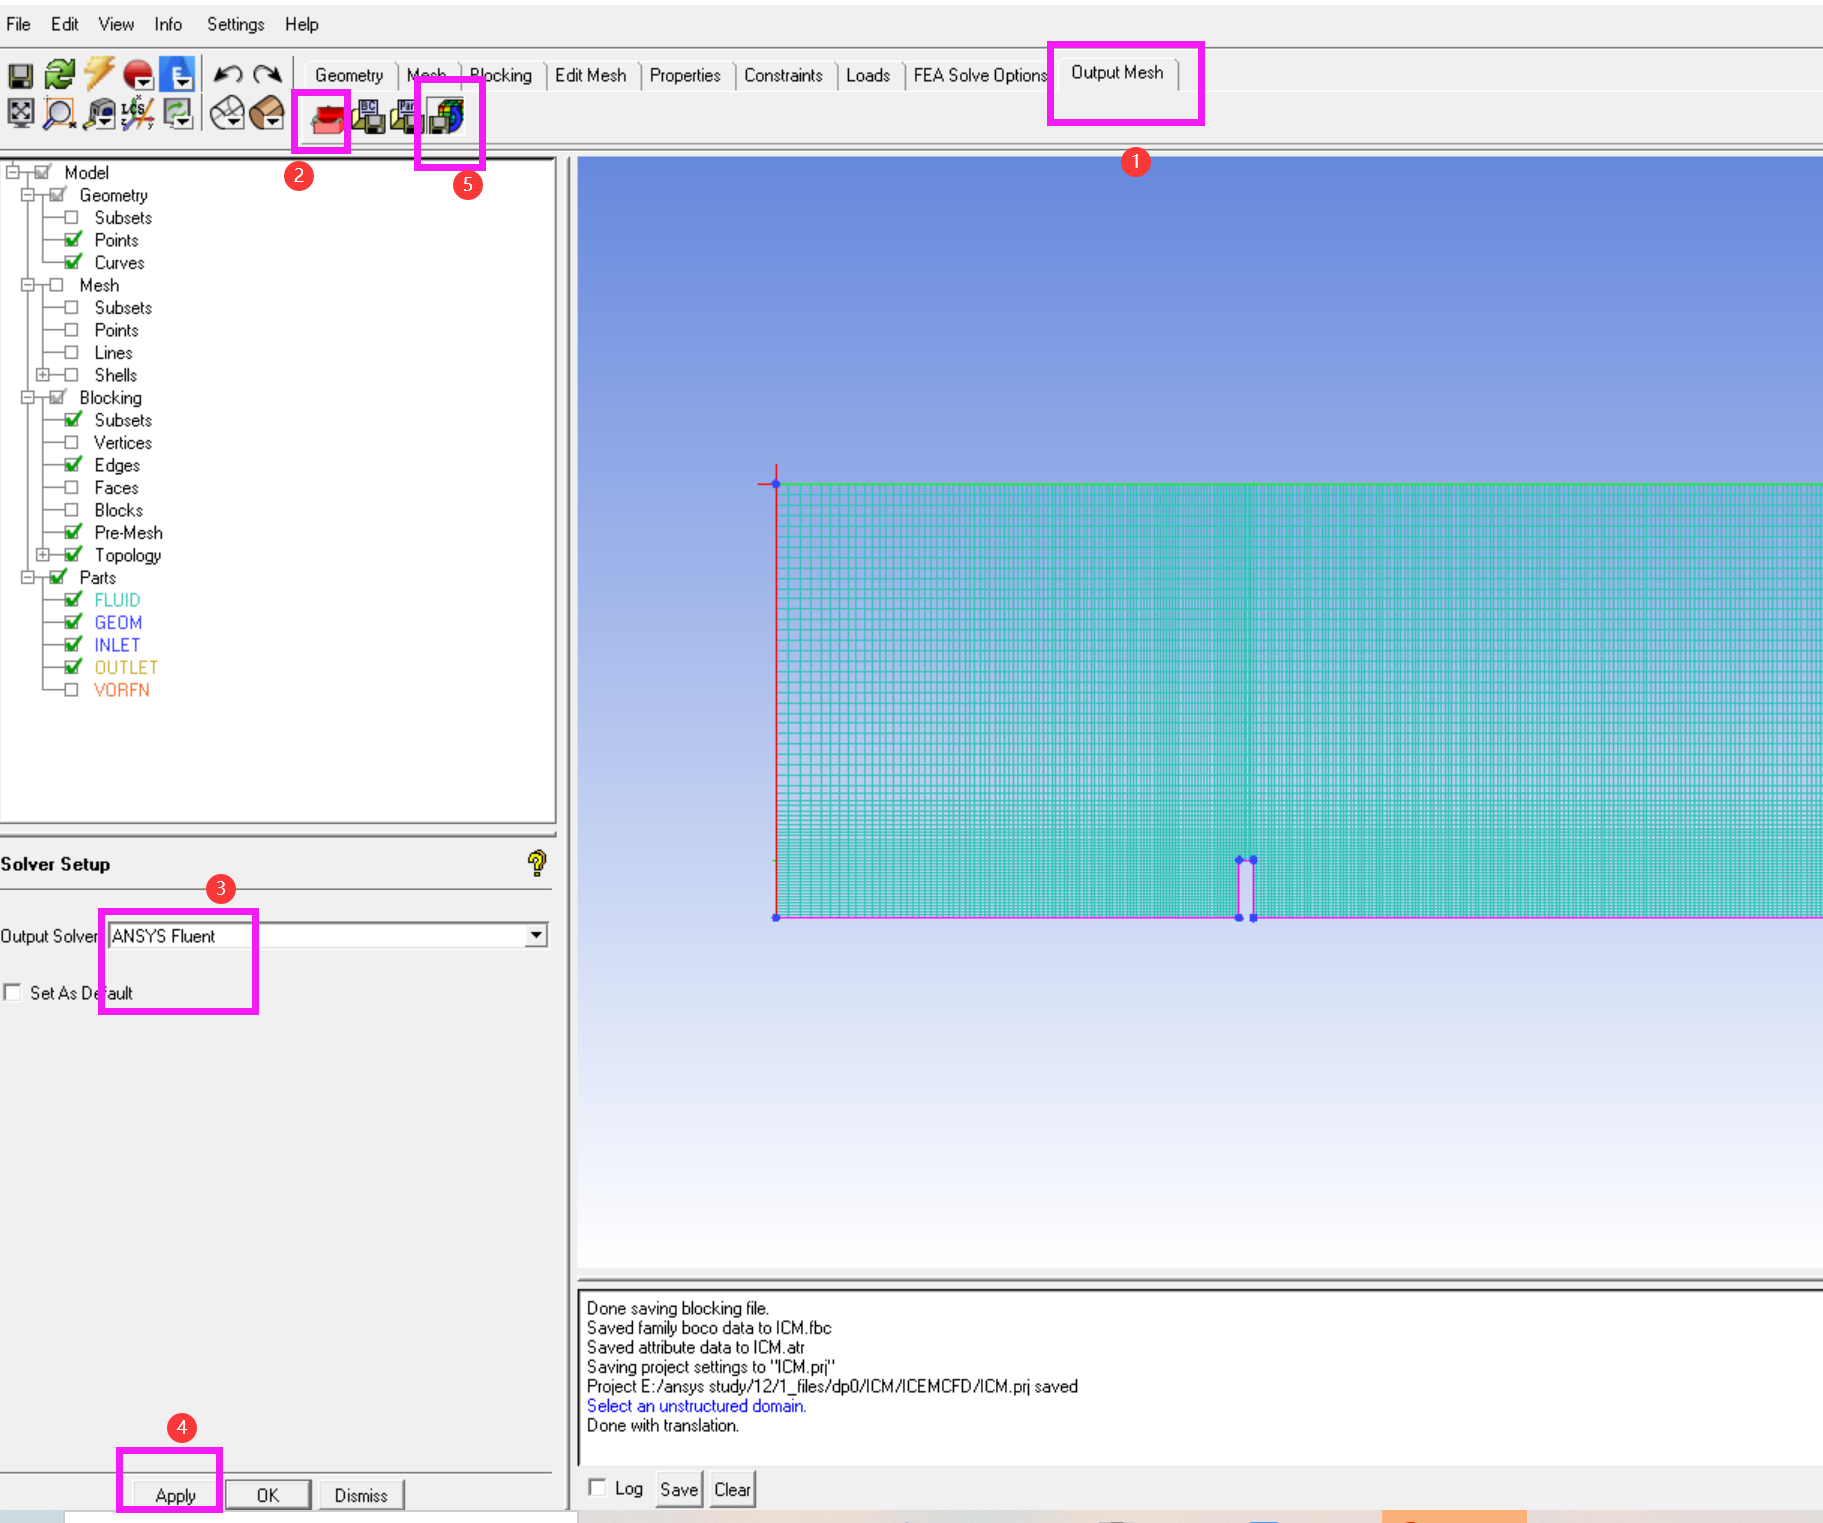 File Edit View Info Settings Help
Geometry Mesh Blocking Edit Mesh Properties Constraints Loads FEA Solve Options Output Mesh
LCS BC Par
2 5 1
Model
Geometry
Subsets
Points
Curves
Mesh
Subsets
Points
Lines
Shells
Blocking
Subsets
Vertices
Edges
Faces
Blocks
Pre-Mesh
Topology
Parts
FLUID
GEOM
INLET
OUTLET
VORFN
Solver Setup
3
Output Solver ANSYS Fluent
Set As Default
Done saving blocking file.
Saved family boco data to ICM.fbc
Saved attribute data to ICM.atr
Saving project settings to "ICM.prj"
Project E:/ansys study/12/1_files/dp0/ICM/ICEMCFD/ICM.prj saved
Select an unstructured domain.
Done with translation.
4
Apply OK Dismiss
Log Save Clear